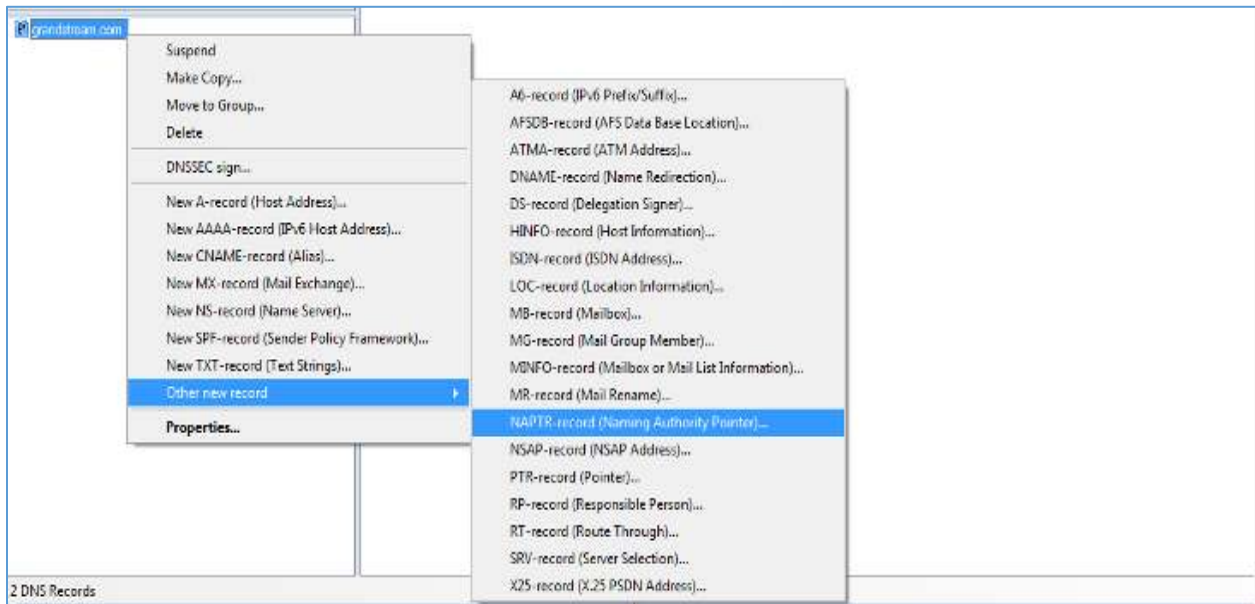 grandstream.com
Suspend
Make Copy...
Move to Group...
Delete
DNSSEC sign...
New A-record (Host Address)...
New AAAA-record (IPv6 Host Address)...
New CNAME-record (Alias)...
New MX-record (Mail Exchange)...
New NS-record (Name Server)...
New SPF-record (Sender Policy Framework)...
New TXT-record (Text Strings)...
Other new record
Properties...
A6-record (IPv6 Prefix/Suffix)...
AFSDB-record (AFS Data Base Location)...
ATMA-record (ATM Address)...
DNAME-record (Name Redirection)...
DS-record (Delegation Signer)...
HINFO-record (Host Information)...
ISDN-record (ISDN Address)...
LOC-record (Location Information)...
MB-record (Mailbox)...
MG-record (Mail Group Member)...
MINFO-record (Mailbox or Mail List Information)...
MR-record (Mail Rename)...
NAPTR-record (Naming Authority Pointer)...
NSAP-record (NSAP Address)...
PTR-record (Pointer)...
RP-record (Responsible Person)...
RT-record (Route Through)...
SRV-record (Server Selection)...
X25-record (X.25 PSDN Address)...
2 DNS Records